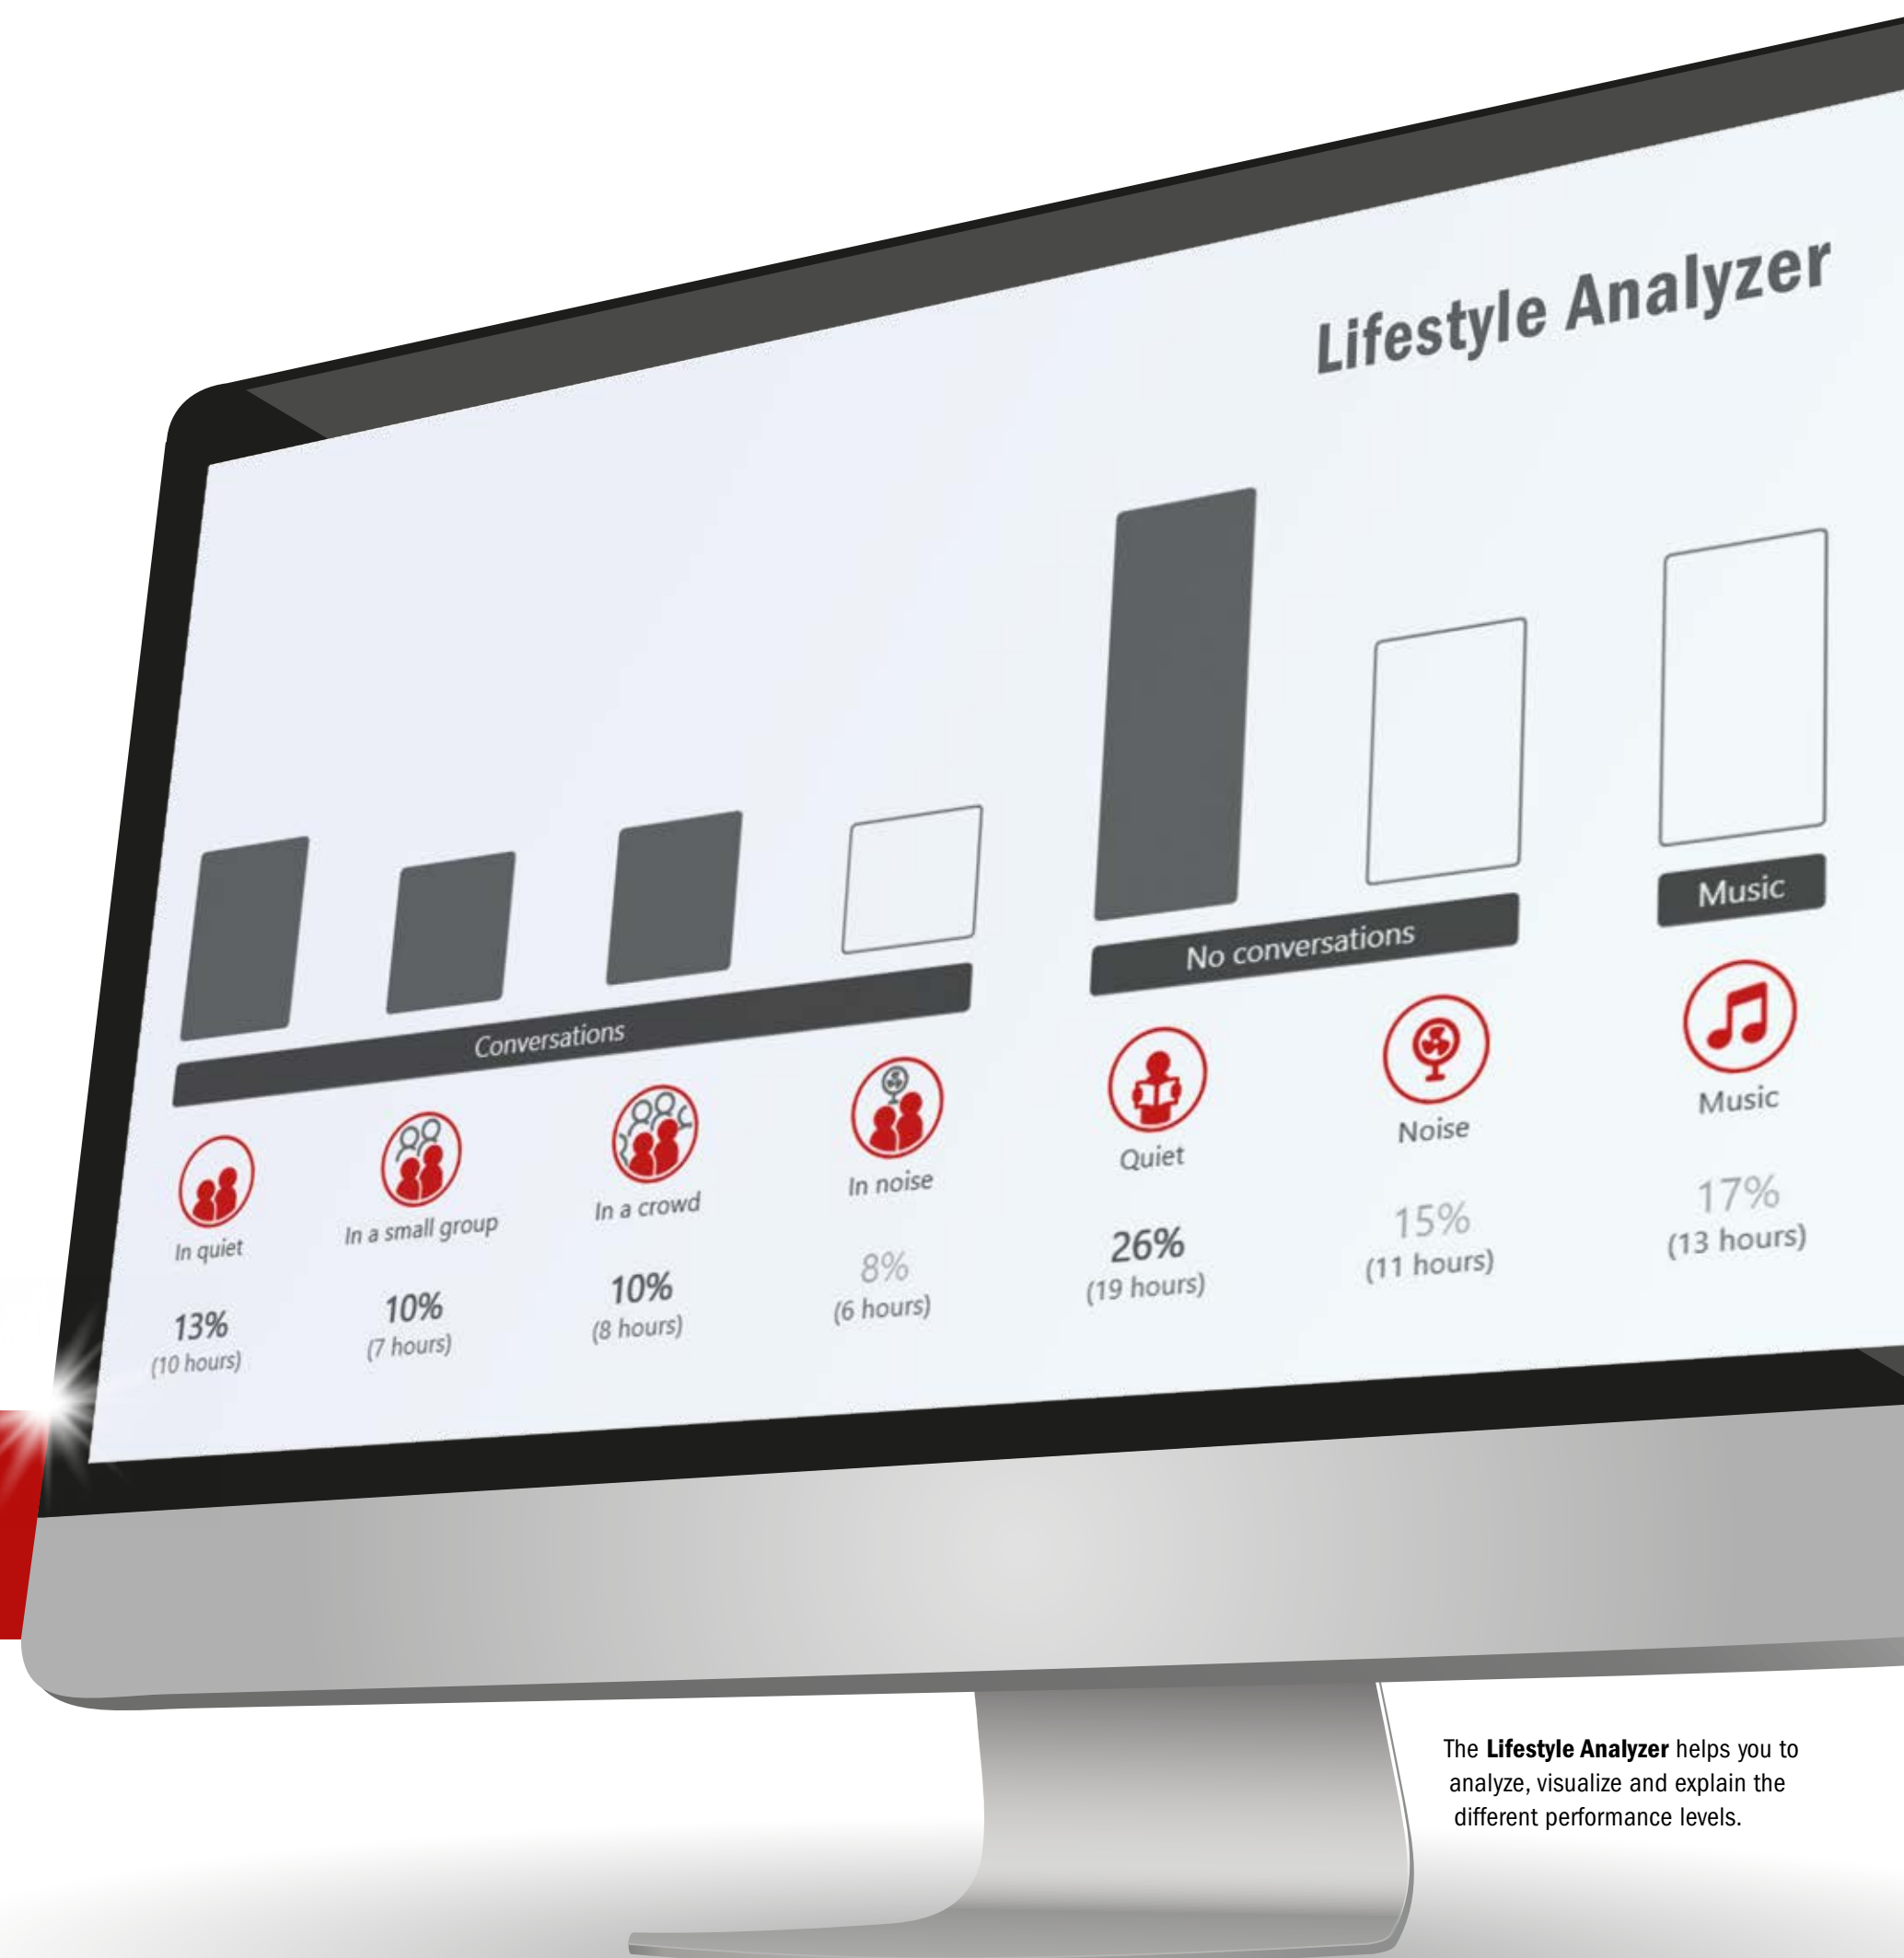 Lifestyle Analyzer
Conversations
No conversations
Music
In quiet
In a small group
In a crowd
In noise
Quiet
Noise
Music
13%
(10 hours)
10%
(7 hours)
10%
(8 hours)
8%
(6 hours)
26%
(19 hours)
15%
(11 hours)
17%
(13 hours)
The Lifestyle Analyzer helps you to
analyze, visualize and explain the
different performance levels.